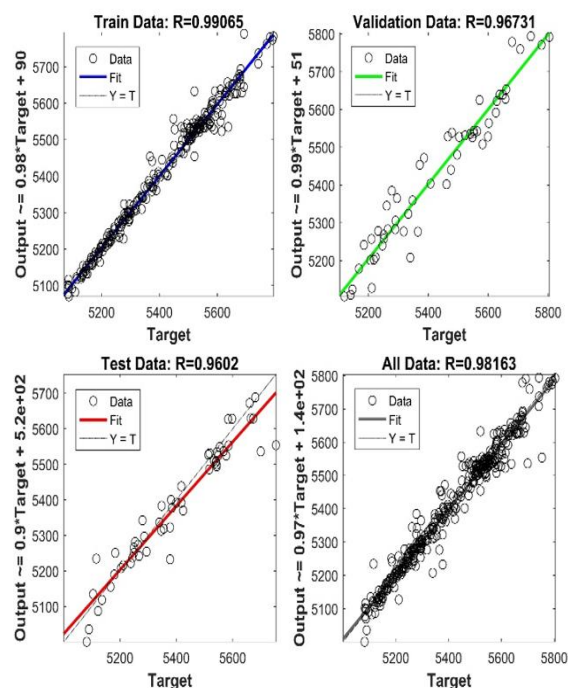 Train Data: R=0.99065
Output ~= 0.98*Target + 90
5700
5600
5500
5400
5300
5200
5100
Data
Fit
Y = T
5200
5400
5600
Target
Validation Data: R=0.96731
Output ~= 0.99*Target + 51
5800
5700
5600
5500
5400
5300
5200
Data
Fit
Y = T
5200
5400
5600
5800
Target
Test Data: R=0.9602
Output ~= 0.9*Target + 5.2e+02
5700
5600
5500
5400
5300
5200
5100
Data
Fit
Y = T
5200
5400
5600
Target
All Data: R=0.98163
Output ~= 0.97*Target + 1.4e+02
5800
5700
5600
5500
5400
5300
5200
5100
Data
Fit
Y = T
5200
5400
5600
5800
Target